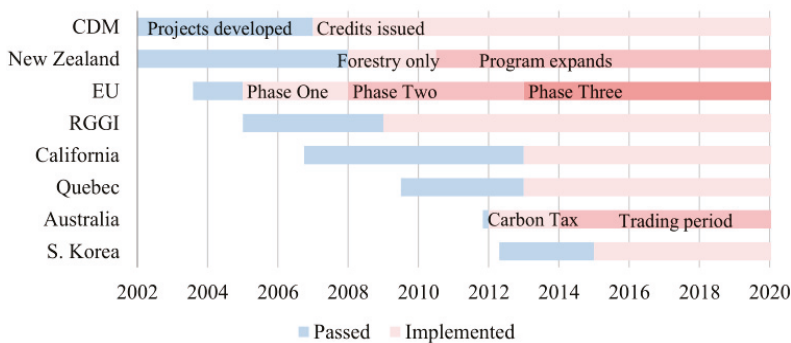 CDM Projects developed Credits issued
New Zealand Forestry only Program expands
EU Phase One Phase Two Phase Three
RGGI
California
Quebec
Australia Carbon Tax Trading period
S. Korea
2002 2004 2006 2008 2010 2012 2014 2016 2018 2020
Passed Implemented